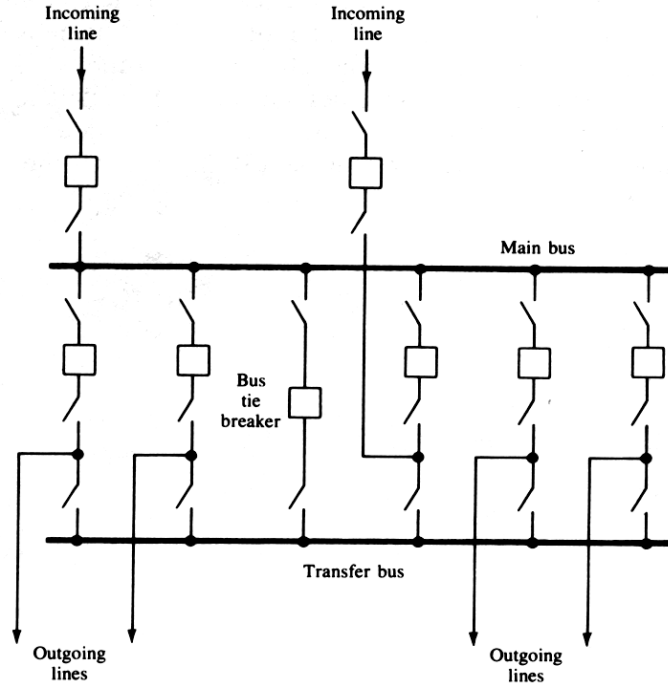 Incoming
line
Incoming
line
Main bus
Bus
tie
breaker
Transfer bus
Outgoing
lines
Outgoing
lines